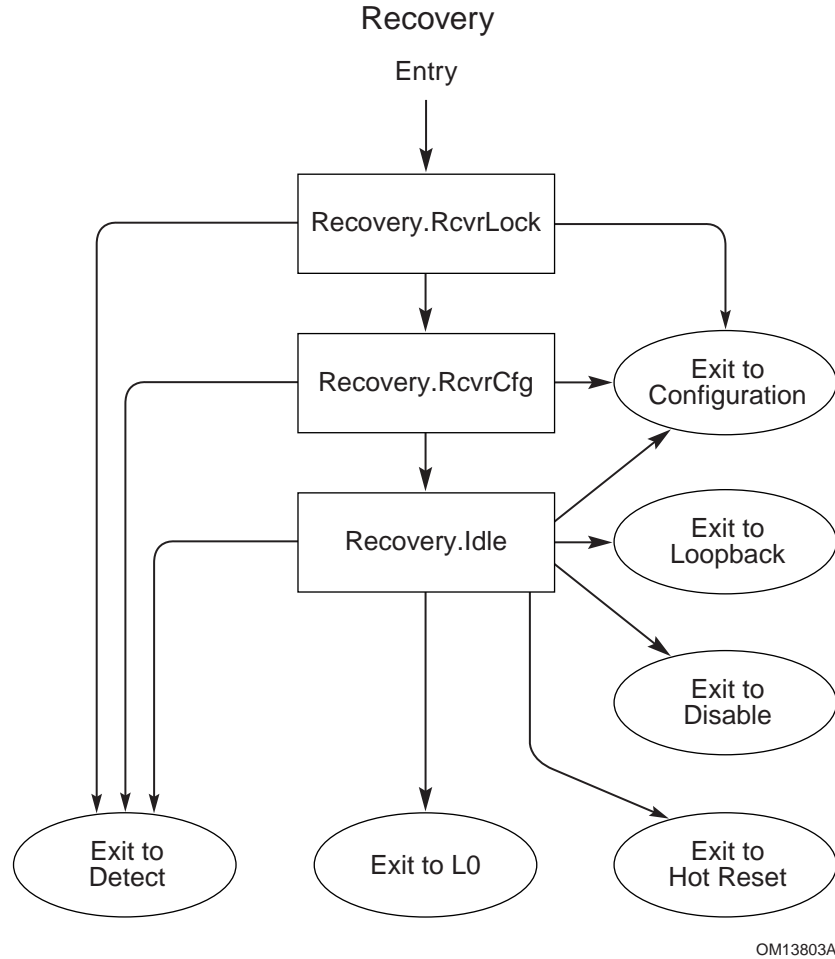 Recovery
Entry
Recovery.RcvrLock
Recovery.RcvrCfg
Exit to
Configuration
Recovery.Idle
Exit to
Loopback
Exit to
Disable
Exit to
Detect
Exit to L0
Exit to
Hot Reset
OM13803A